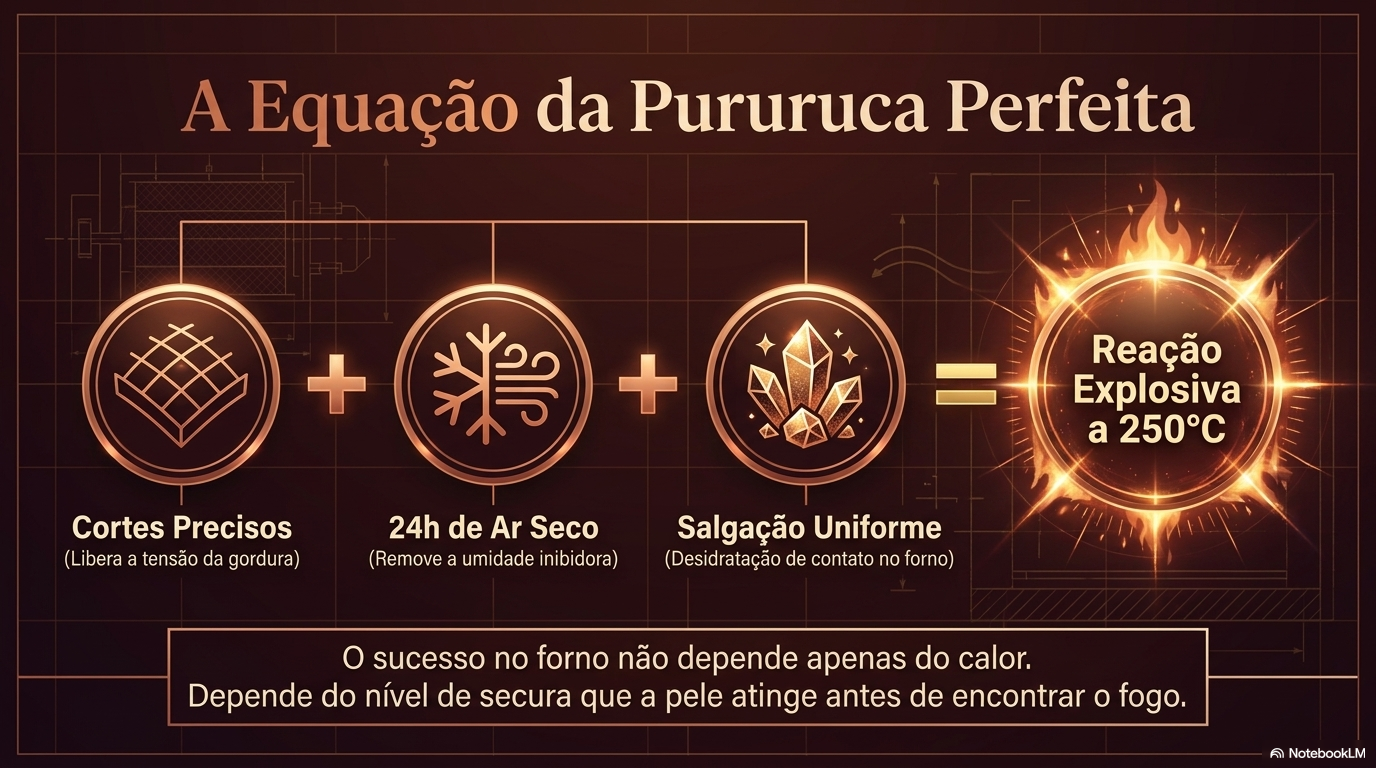 A Equação da Pururuca Perfeita
Cortes Precisos
(Libera a tensão da gordura)
24h de Ar Seco
(Remove a umidade inibidora)
Salgação Uniforme
(Desidratação de contato no forno)
Reação
Explosiva
a 250°C
O sucesso no forno não depende apenas do calor.
Depende do nível de secura que a pele atinge antes de encontrar o fogo.
NotebookLM